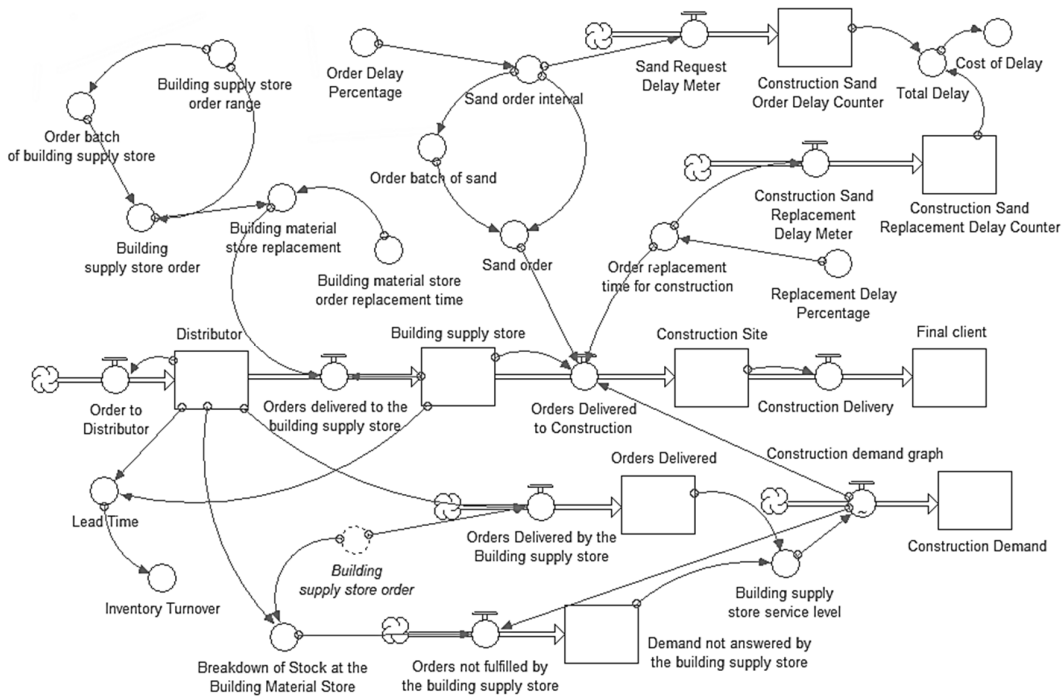 Building supply store
order range
Order batch
of building supply store
Building
supply store order
Building material
store replacement
Building material store
order replacement time
Order Delay
Percentage
Sand order interval
Order batch of sand
Sand order
Sand Request
Delay Meter
Construction Sand
Order Delay Counter
Total Delay
Cost of Delay
Construction Sand
Replacement
Delay Meter
Construction Sand
Replacement Delay Counter
Order replacement
time for construction
Replacement Delay
Percentage
Distributor
Building supply store
Construction Site
Final client
Order to
Distributor
Orders delivered to the
building supply store
Orders Delivered
to Construction
Construction Delivery
Lead Time
Inventory Turnover
Building
supply store order
Orders Delivered
Orders Delivered by the
Building supply store
Construction demand graph
~
Construction Demand
Building supply
store service level
Breakdown of Stock at the
Building Material Store
Orders not fulfilled by
the building supply store
Demand not answered by
the building supply store